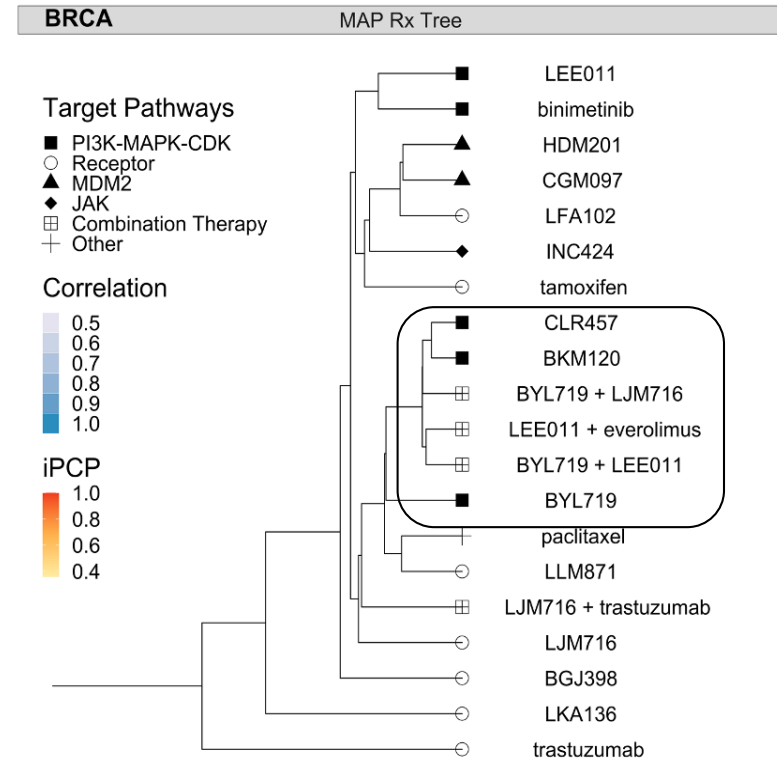 BRCA MAP Rx Tree
Target Pathways
PI3K-MAPK-CDK
Receptor
MDM2
JAK
Combination Therapy
Other
Correlation
0.5
0.6
0.7
0.8
0.9
1.0
iPCP
1.0
0.8
0.6
0.4
LEE011
binimetinib
HDM201
CGM097
LFA102
INC424
tamoxifen
CLR457
BKM120
BYL719 + LJM716
LEE011 + everolimus
BYL719 + LEE011
BYL719
paclitaxel
LLM871
LJM716 + trastuzumab
LJM716
BGJ398
LKA136
trastuzumab